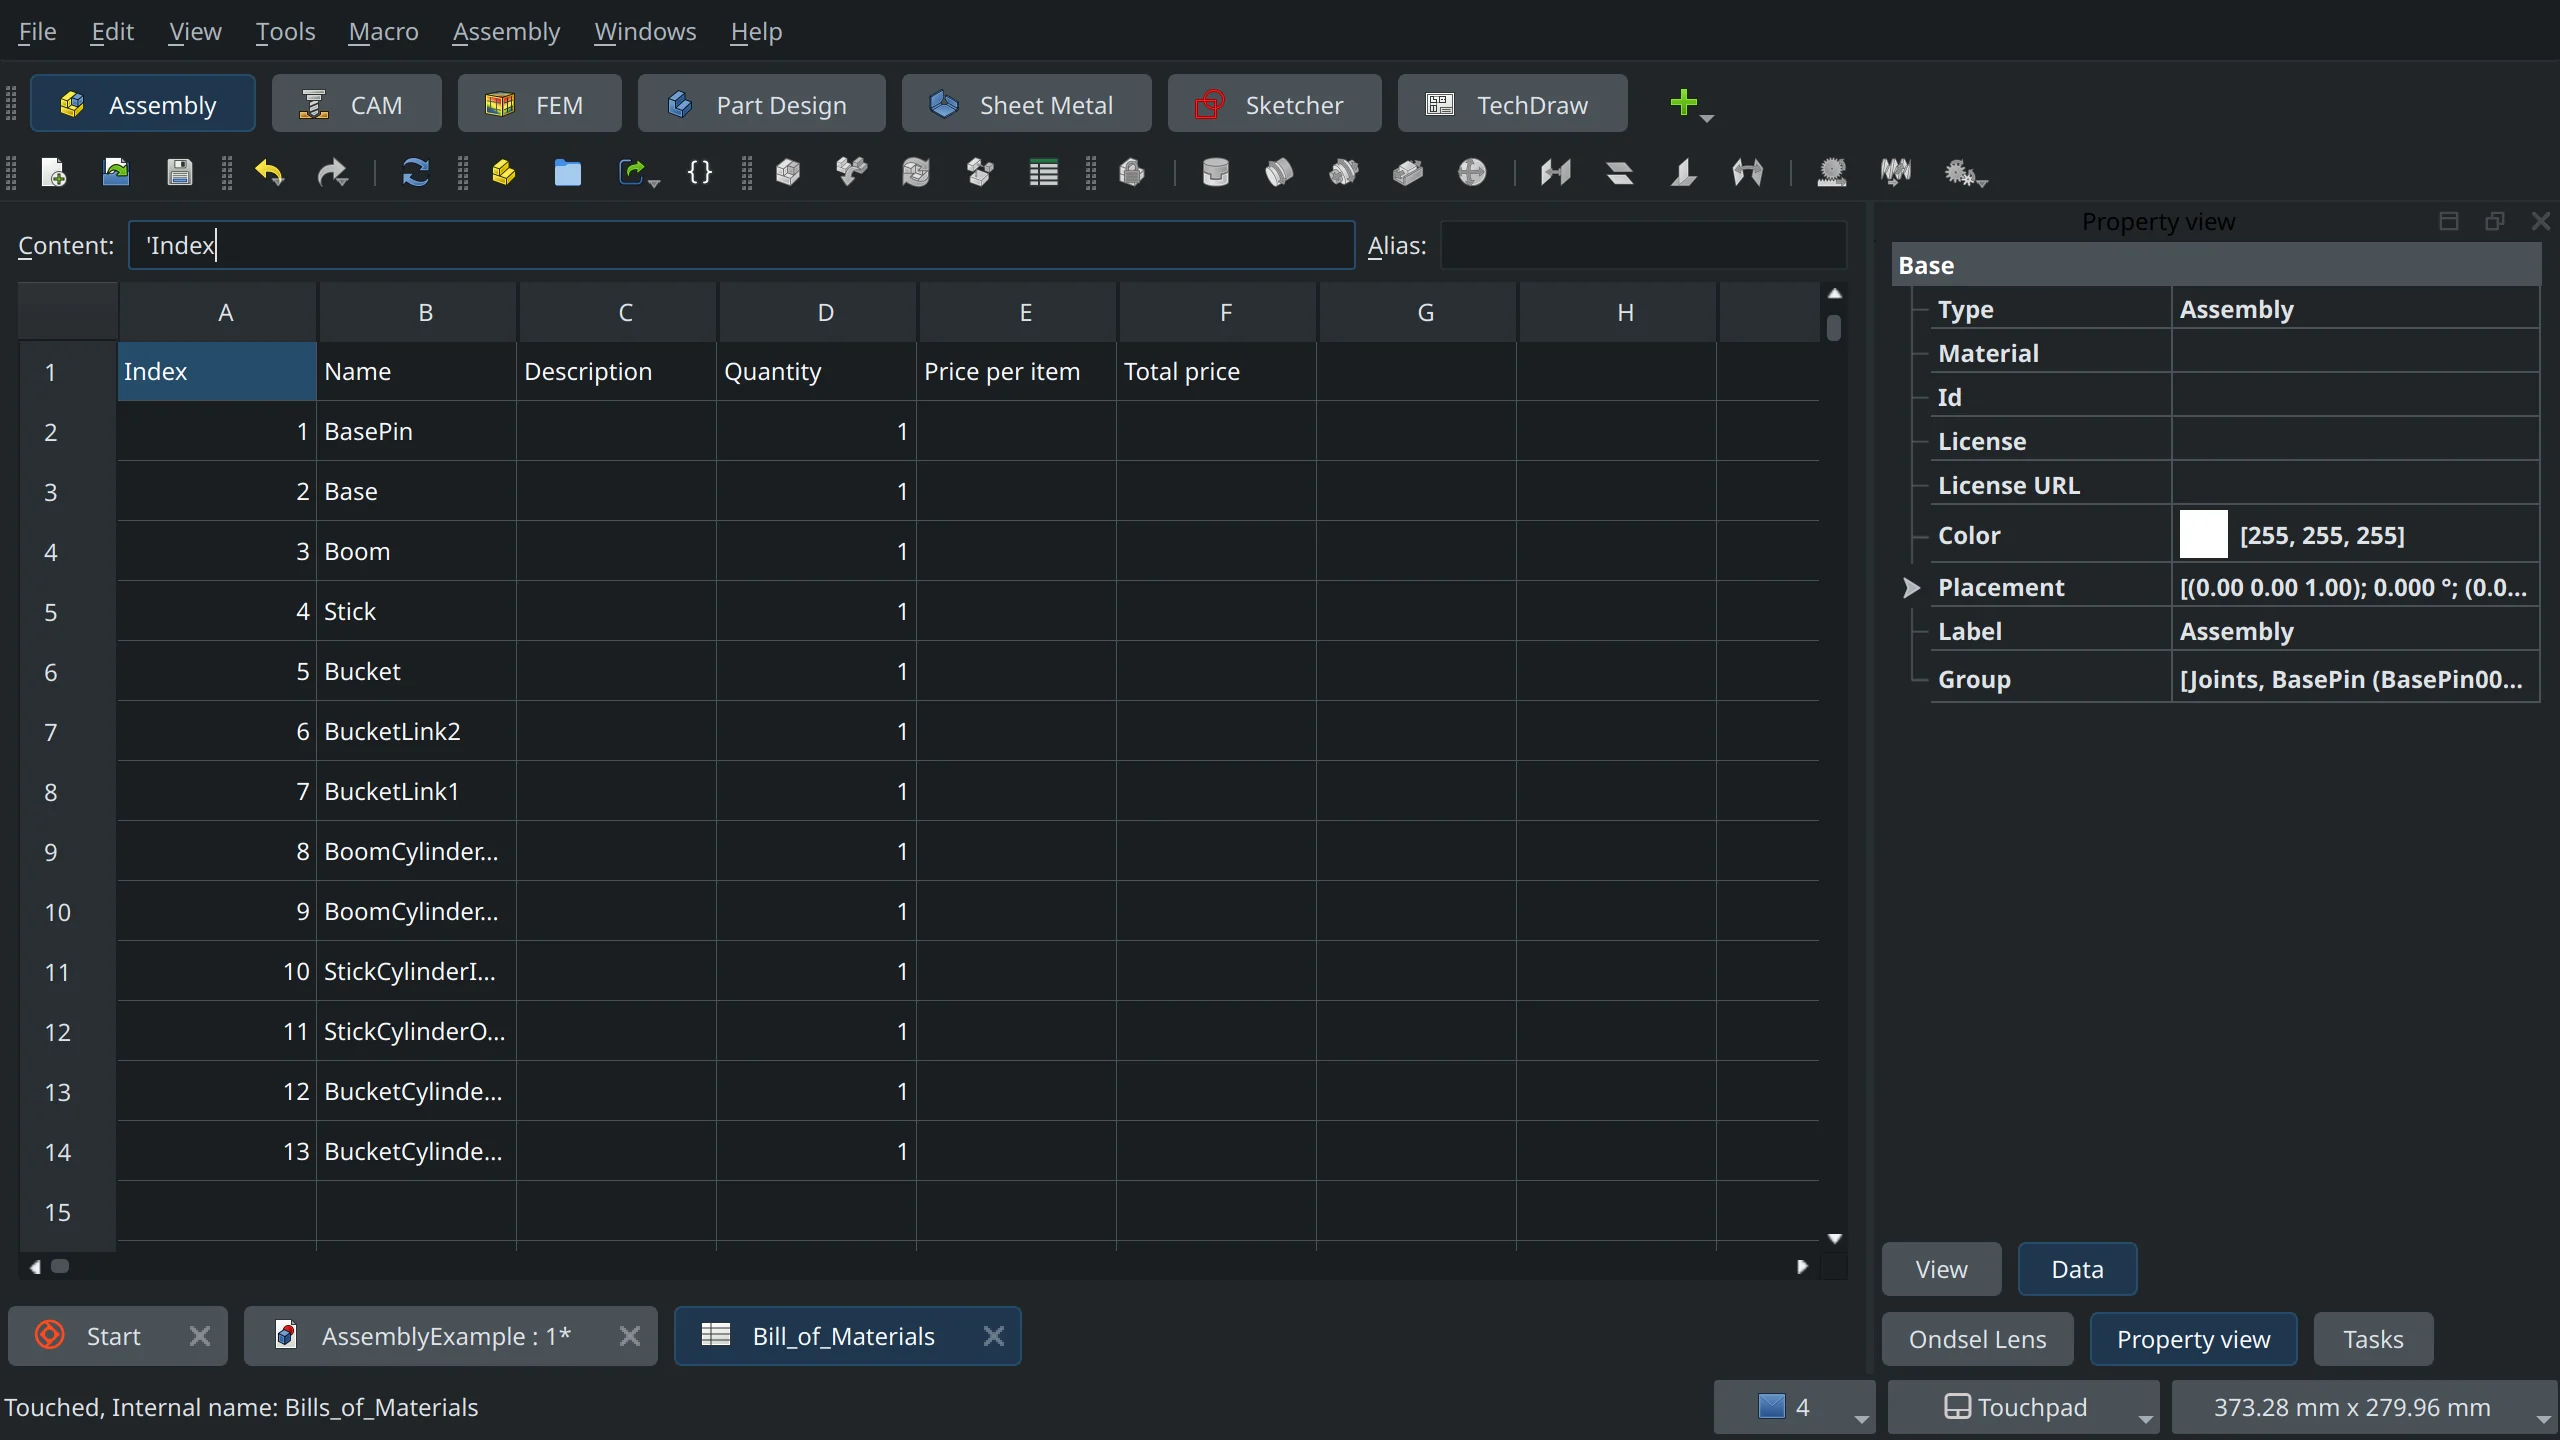 File Edit View Tools Macro Assembly Windows Help
Assembly CAM FEM Part Design Sheet Metal Sketcher TechDraw
Content: 'Index Alias:
Property view
Base
Type Assembly
Material
Id
License
License URL
Color [255, 255, 255]
Placement [(0.00 0.00 1.00); 0.000 °; (0.0...
Label Assembly
Group [Joints, BasePin (BasePin00...
A B C D E F G H
1 Index Name Description Quantity Price per item Total price
2 1 BasePin 1
3 2 Base 1
4 3 Boom 1
5 4 Stick 1
6 5 Bucket 1
7 6 BucketLink2 1
8 7 BucketLink1 1
9 8 BoomCylinder... 1
10 9 BoomCylinder... 1
11 10 StickCylinderI... 1
12 11 StickCylinderO... 1
13 12 BucketCylinde... 1
14 13 BucketCylinde... 1
15
View Data
Start AssemblyExample : 1* Bill_of_Materials
Ondsel Lens Property view Tasks
Touched, Internal name: Bills_of_Materials
4 Touchpad 373.28 mm x 279.96 mm